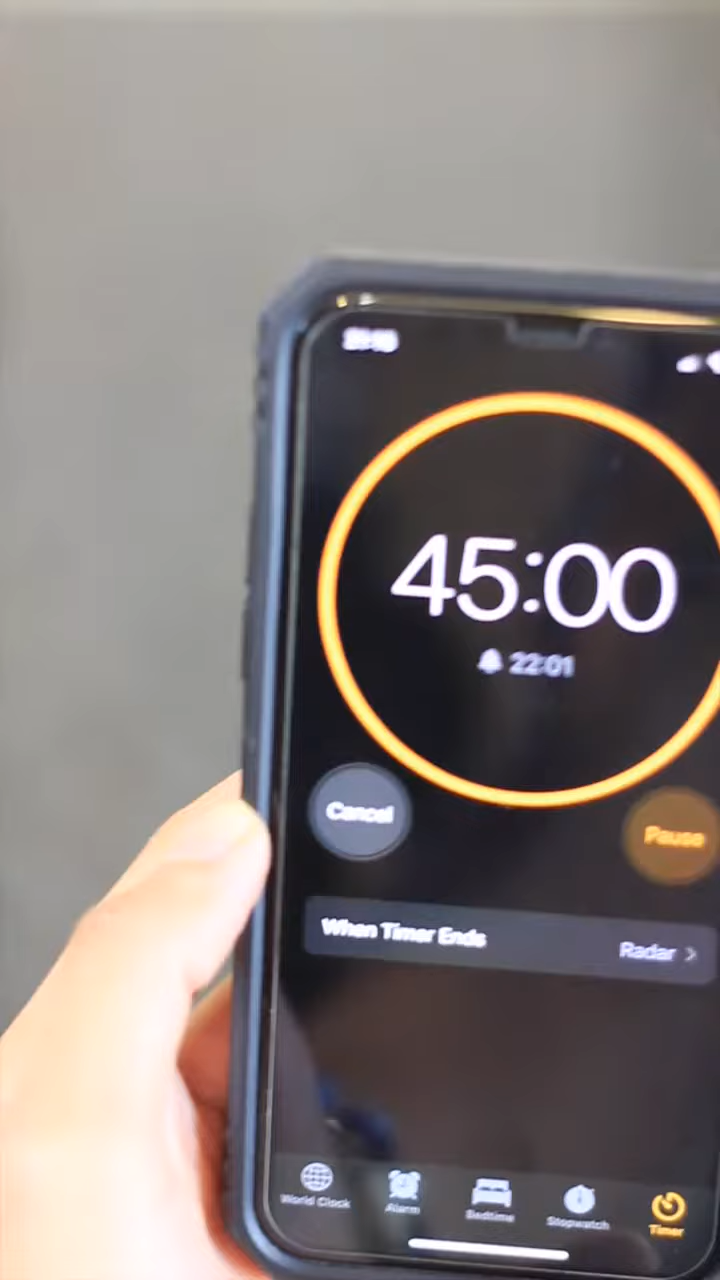 45:00
22:01
Cancel
Pause
When Timer Ends
Radar >
World Clock
Alarm
Bedtime
Stopwatch
Timer